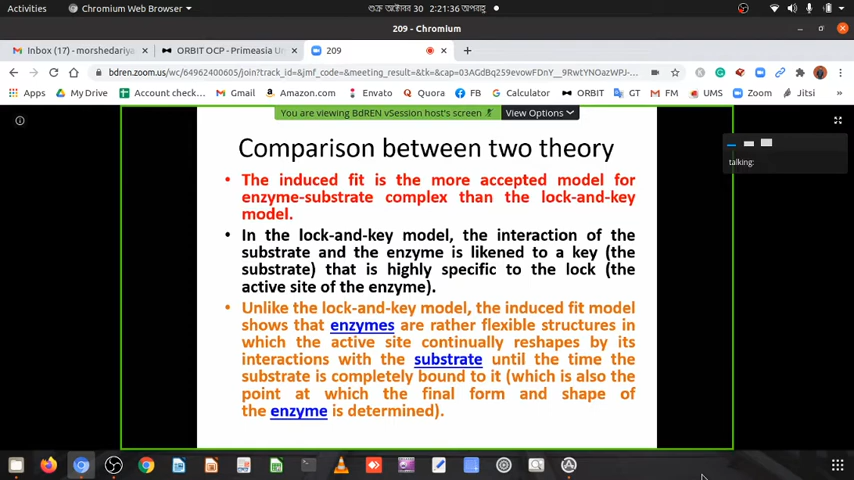 Activities Chromium Web Browser শুক্র অক্টোবর 30 2:21:36 অপরাহ্ণ
209 - Chromium
Inbox (17) - morshedariya ORBIT OCP - Primeasia Un 209
bdren.zoom.us/wc/64962400605/join?track_id=&jmf_code=&meeting_result=&tk=&cap=03AGdBq259evowFDnY__9RwtYNOazWPJ-...
Apps My Drive Account check... Gmail Amazon.com Envato Quora FB Calculator ORBIT GT FM UMS Zoom Jitsi
You are viewing BdREN vSession host's screen View Options
talking:
Comparison between two theory
• The induced fit is the more accepted model for
enzyme-substrate complex than the lock-and-key
model.
• In the lock-and-key model, the interaction of the
substrate and the enzyme is likened to a key (the
substrate) that is highly specific to the lock (the
active site of the enzyme).
• Unlike the lock-and-key model, the induced fit model
shows that enzymes are rather flexible structures in
which the active site continually reshapes by its
interactions with the substrate until the time the
substrate is completely bound to it (which is also the
point at which the final form and shape of
the enzyme is determined).